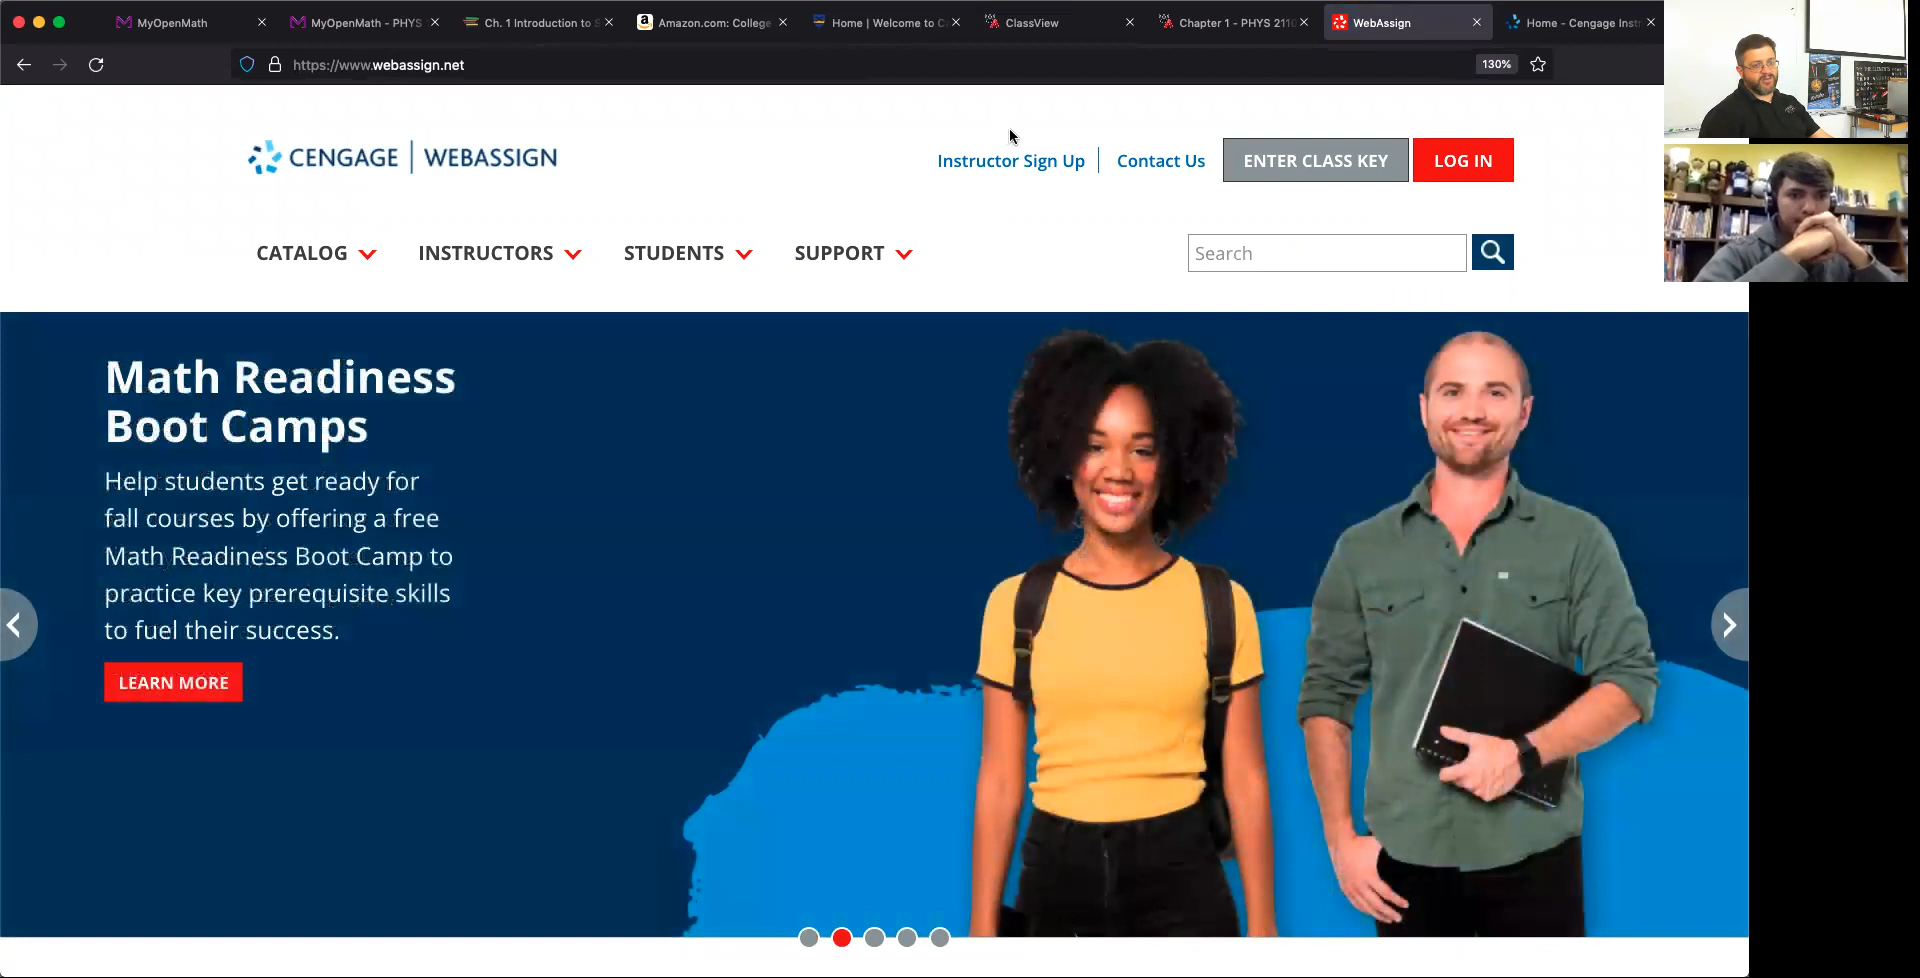 MyOpenMath
MyOpenMath - PHYS
Ch. 1 Introduction to S
Amazon.com: College
Home | Welcome to C
ClassView
Chapter 1 - PHYS 2110
WebAssign
Home - Cengage Inst
https://www.webassign.net
130%
CENGAGE | WEBASSIGN
Instructor Sign Up
Contact Us
ENTER CLASS KEY
LOG IN
CATALOG
INSTRUCTORS
STUDENTS
SUPPORT
Search
Math Readiness
Boot Camps
Help students get ready for
fall courses by offering a free
Math Readiness Boot Camp to
practice key prerequisite skills
to fuel their success.
LEARN MORE